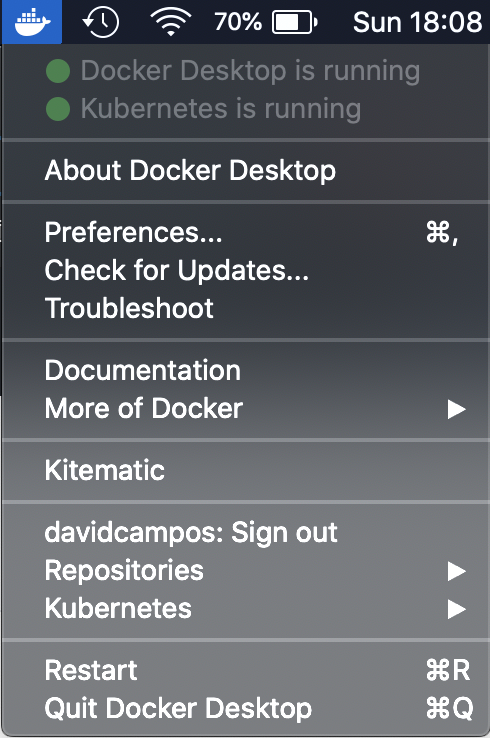 70% Sun 18:08
Docker Desktop is running
Kubernetes is running
About Docker Desktop
Preferences... ⌘,
Check for Updates...
Troubleshoot
Documentation
More of Docker
Kitematic
davidcampos: Sign out
Repositories
Kubernetes
Restart ⌘R
Quit Docker Desktop ⌘Q